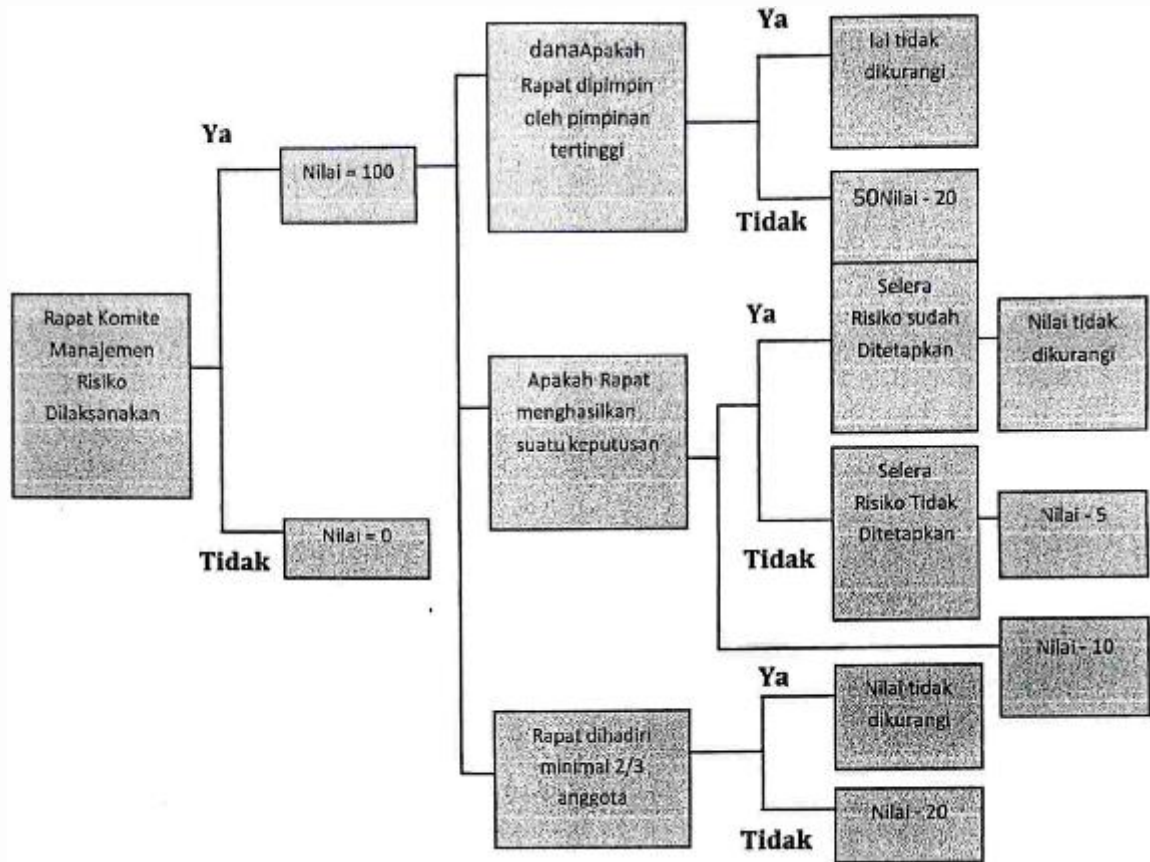 Rapat Komite
Manajemen
Risiko
Dilaksanakan
Ya
Nilai = 100
Tidak
Nilai = 0
danaApakah
Rapat dipimpin
oleh pimpinan
tertinggi
Ya
lai tidak
dikurangi
Tidak
50Nilai - 20
Apakah Rapat
menghasilkan
suatu keputusan
Ya
Selera
Risiko sudah
Ditetapkan
Nilai tidak
dikurangi
Tidak
Selera
Risiko Tidak
Ditetapkan
Nilai - 5
Nilai - 10
Rapat dihadiri
minimal 2/3
anggota
Ya
Nilai tidak
dikurangi
Tidak
Nilai - 20